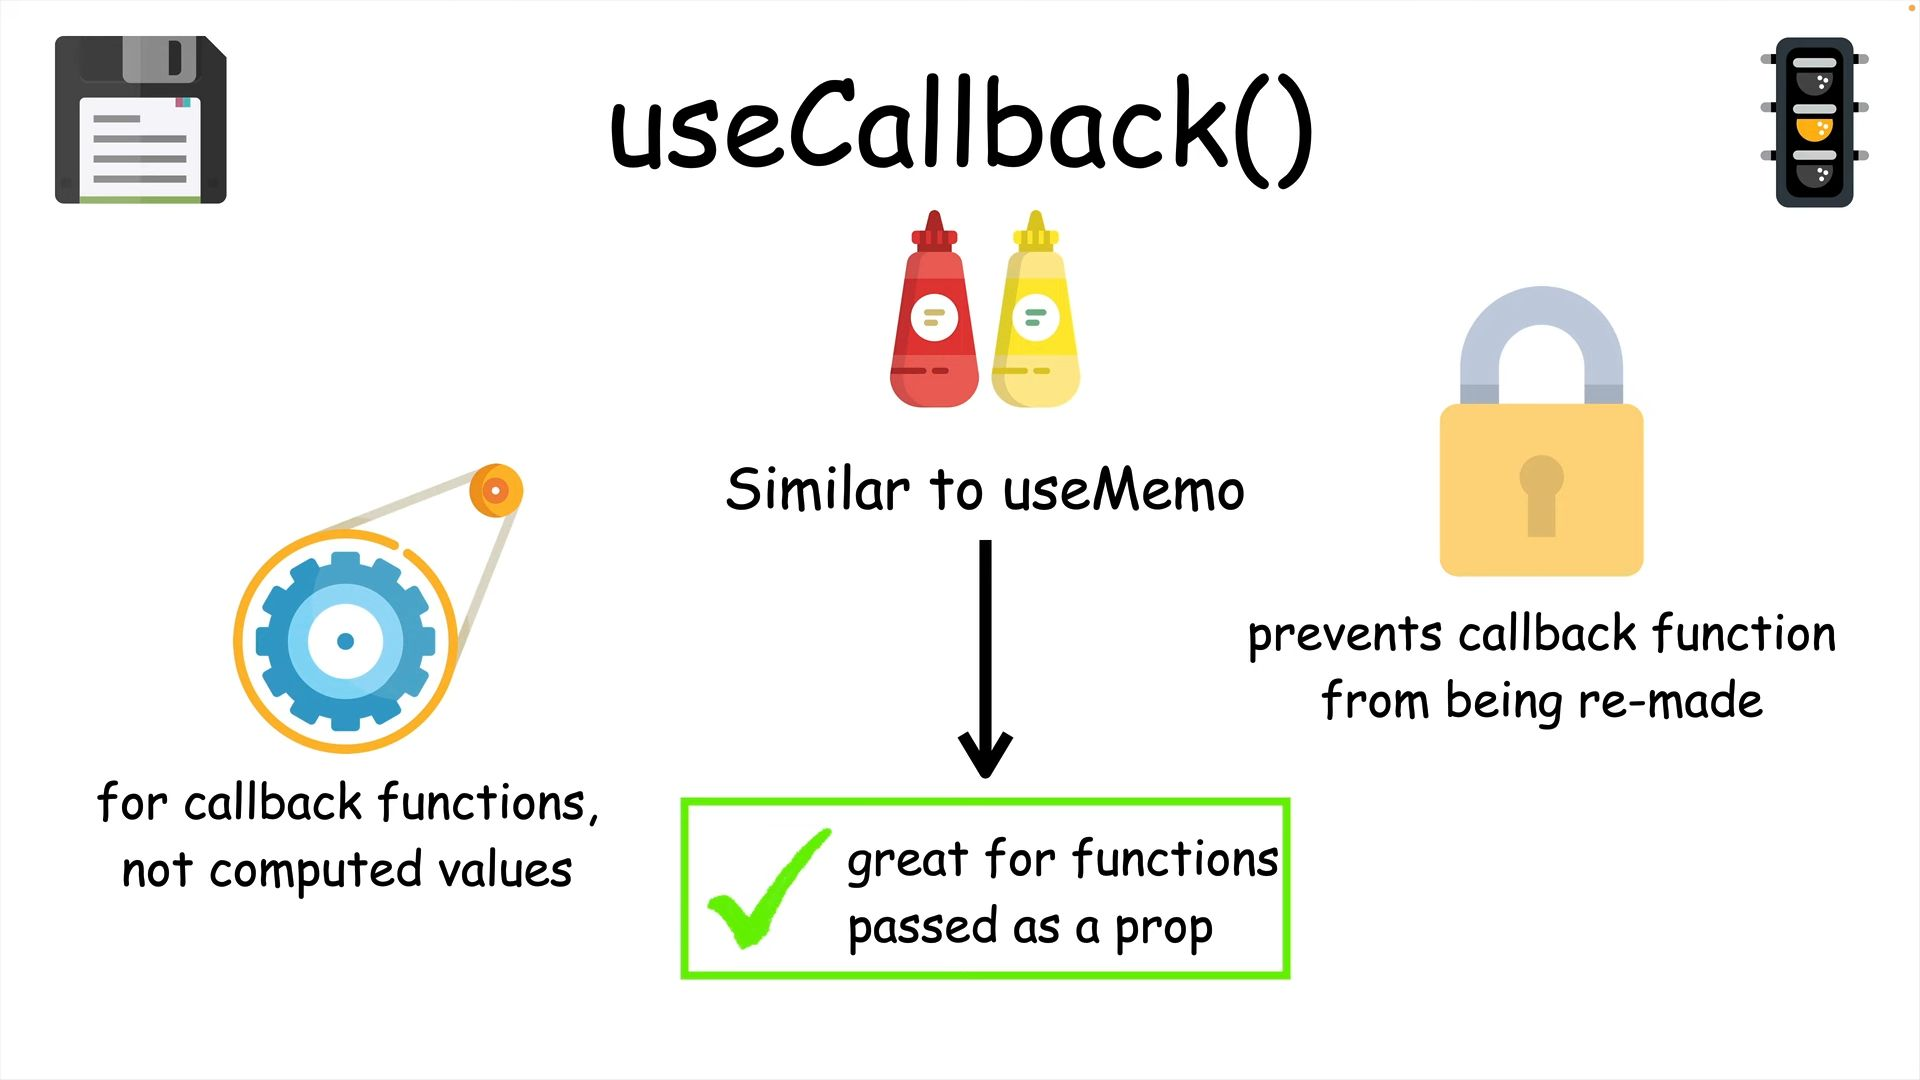 useCallback()
Similar to useMemo
prevents callback function
from being re-made
for callback functions,
not computed values
great for functions
passed as a prop